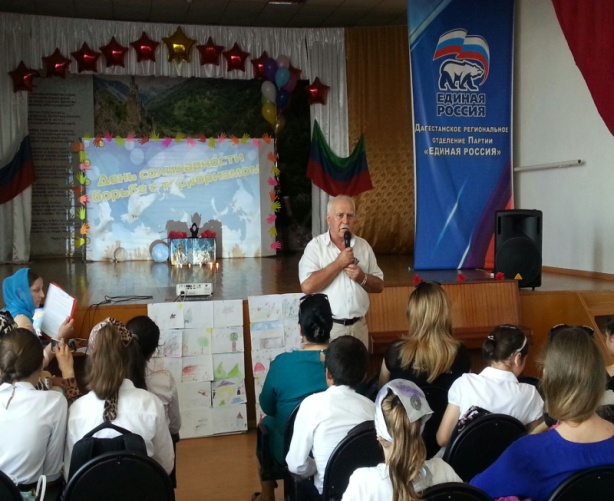 День солидарности
борьбе с терроризмом
ЕДИНАЯ
РОССИЯ
Дагестанское региональное
отделение Партии
«ЕДИНАЯ РОССИЯ»